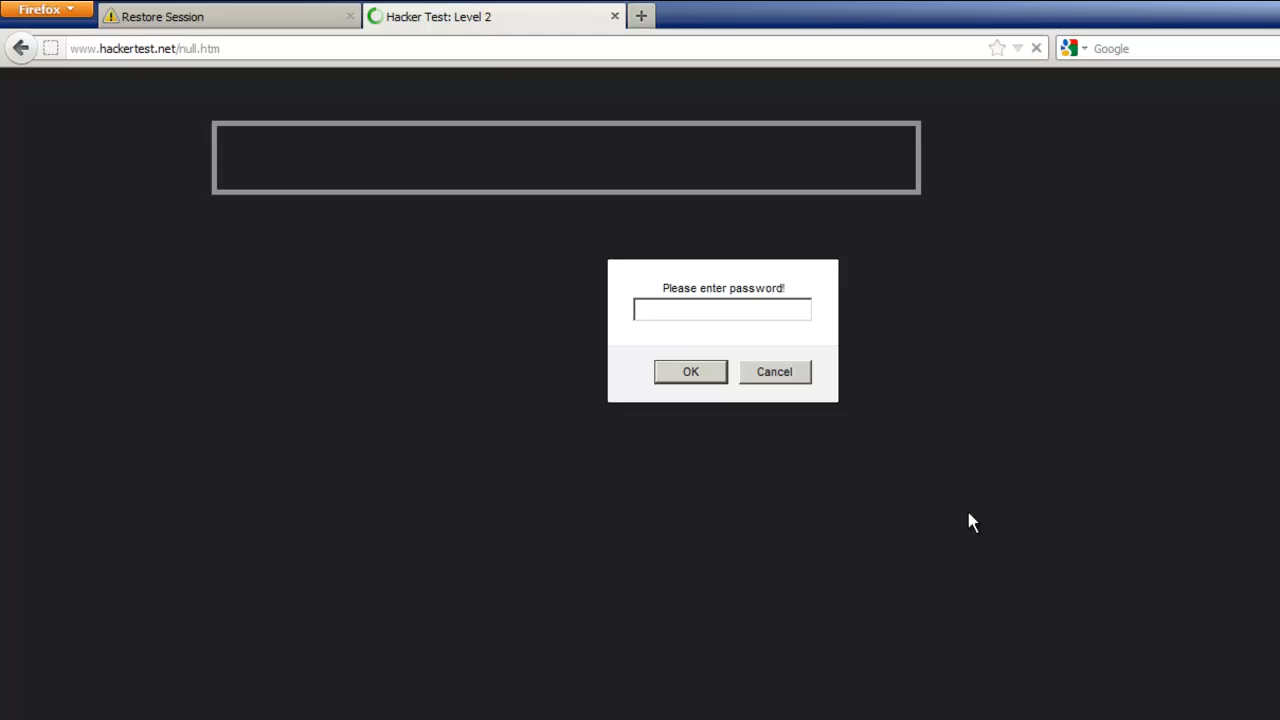 Firefox
Restore Session
Hacker Test: Level 2
www.hackertest.net/null.htm
Google
Please enter password!
OK
Cancel